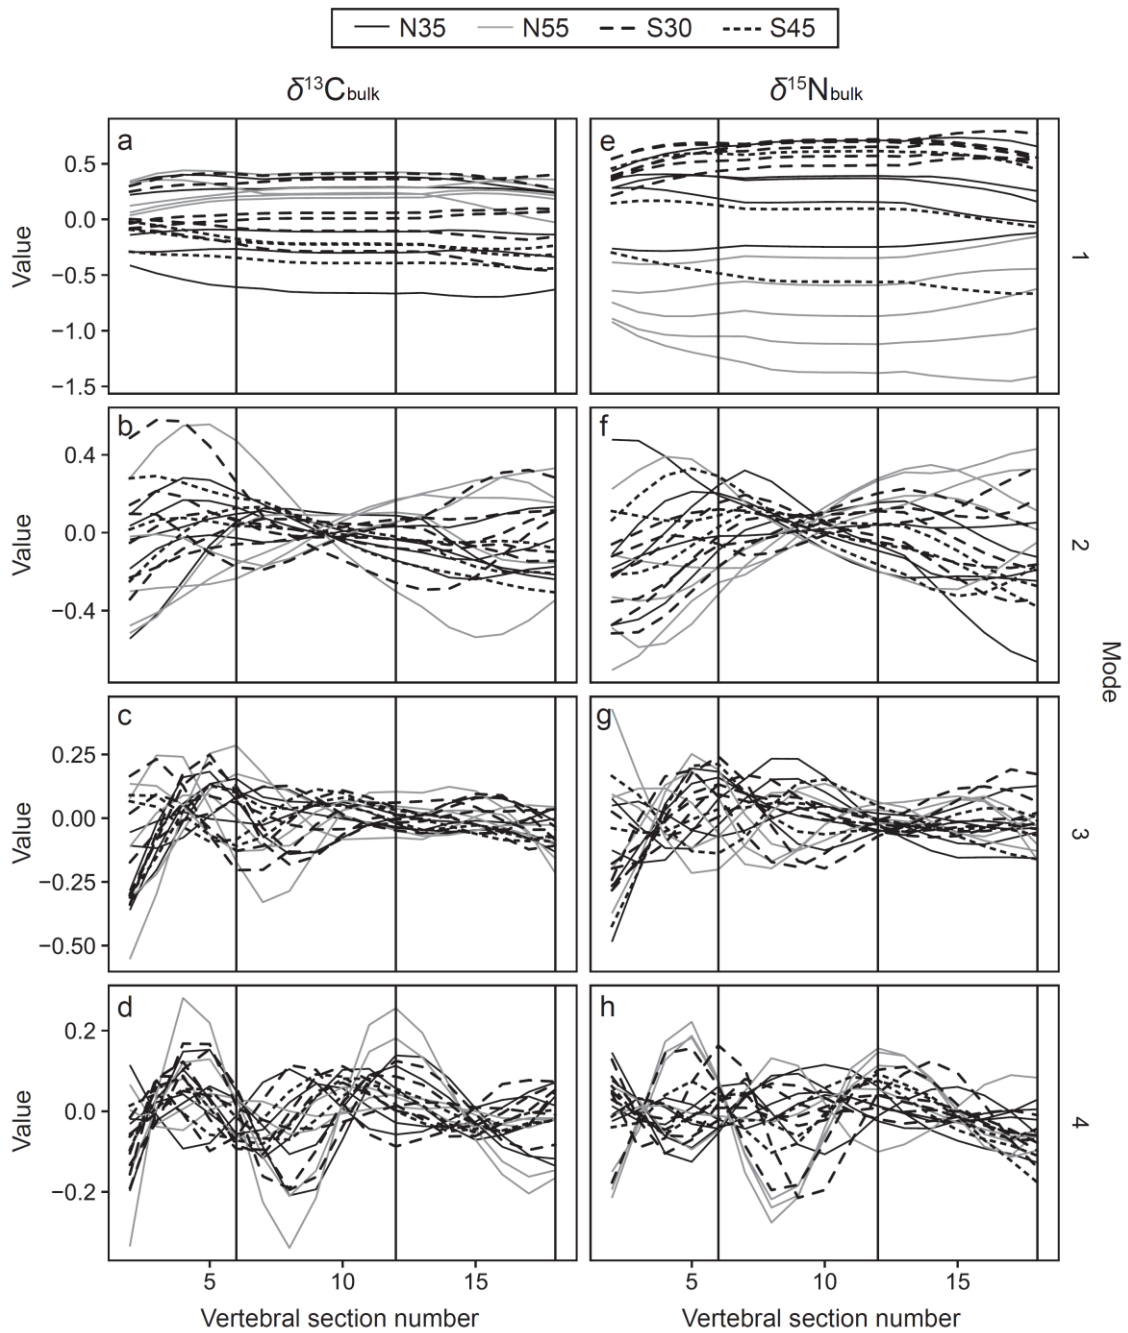 N35 N55 S30 S45
δ13Cbulk δ15Nbulk
a e
Value
0.5
0.0
−0.5
−1.0
−1.5
1
b f
Value
0.4
0.0
−0.4
2
Mode
c g
Value
0.25
0.00
−0.25
−0.50
3
d h
Value
0.2
0.0
−0.2
4
5 10 15 5 10 15
Vertebral section number Vertebral section number